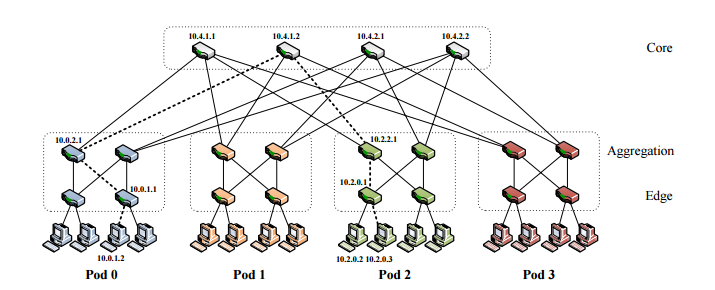 10.4.1.1 10.4.1.2 10.4.2.1 10.4.2.2
Core
10.0.2.1 10.2.2.1
Aggregation
10.0.1.1 10.2.0.1
Edge
10.0.1.2 10.2.0.2 10.2.0.3
Pod 0 Pod 1 Pod 2 Pod 3